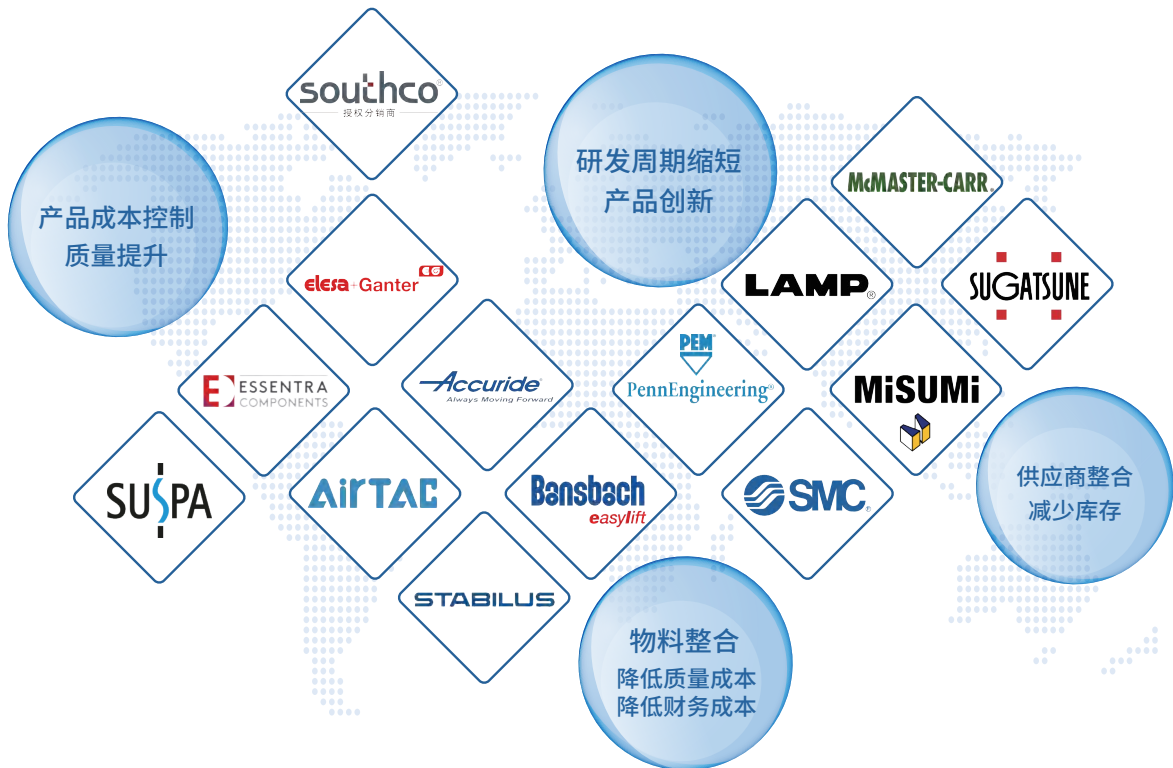 southco®
授权分销商
研发周期缩短
产品创新
产品成本控制
质量提升
McMASTER-CARR.
elesa+Ganter
LAMP®
SUGATSUNE
PEM®
PennEngineering®
ESSENTRA
COMPONENTS
Accuride®
Always Moving Forward
MiSUMi
SUSPA
AirTAC
Bansbach
easylift
SMC®
供应商整合
减少库存
STABILUS
物料整合
降低质量成本
降低财务成本